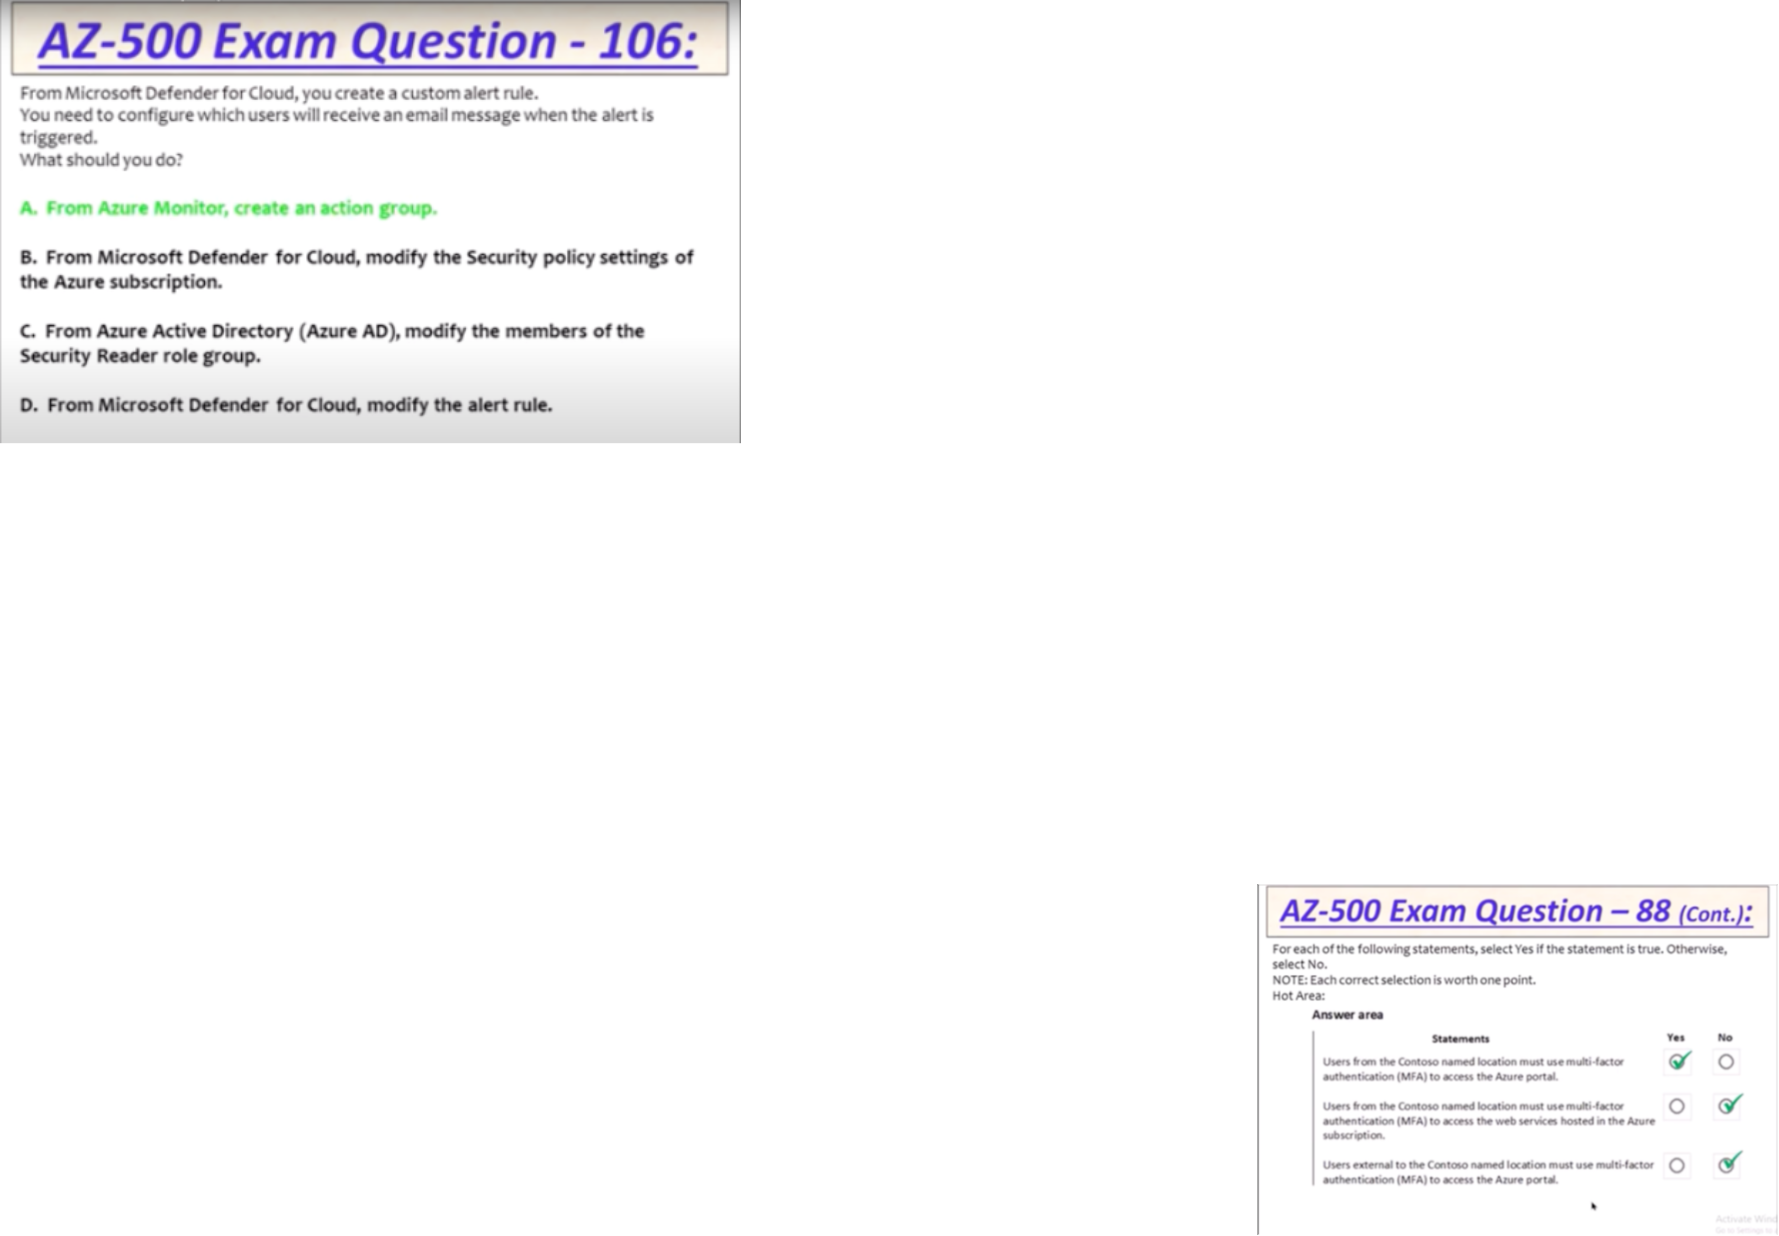 AZ-500 Exam Question - 106:
From Microsoft Defender for Cloud, you create a custom alert rule.
You need to configure which users will receive an email message when the alert is
triggered.
What should you do?
A. From Azure Monitor, create an action group.
B. From Microsoft Defender for Cloud, modify the Security policy settings of
the Azure subscription.
C. From Azure Active Directory (Azure AD), modify the members of the
Security Reader role group.
D. From Microsoft Defender for Cloud, modify the alert rule.
AZ-500 Exam Question – 88 (Cont.):
For each of the following statements, select Yes if the statement is true. Otherwise,
select No.
NOTE: Each correct selection is worth one point.
Hot Area:
Answer area
Statements Yes No
Users from the Contoso named location must use multi-factor
authentication (MFA) to access the Azure portal.
Users from the Contoso named location must use multi-factor
authentication (MFA) to access the web services hosted in the Azure
subscription.
Users external to the Contoso named location must use multi-factor
authentication (MFA) to access the Azure portal.
Activate Wind
Go to Settings to